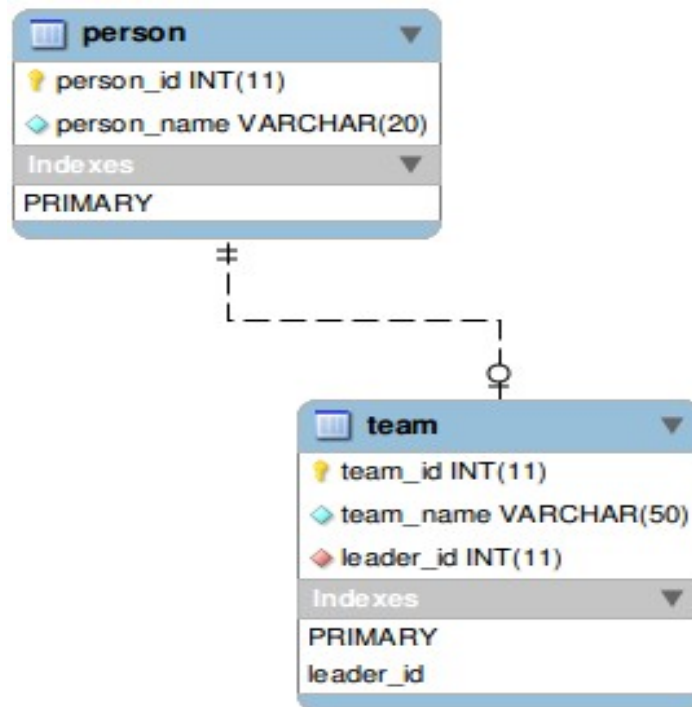 person
person_id INT(11)
person_name VARCHAR(20)
Indexes
PRIMARY
team
team_id INT(11)
team_name VARCHAR(50)
leader_id INT(11)
Indexes
PRIMARY
leader_id